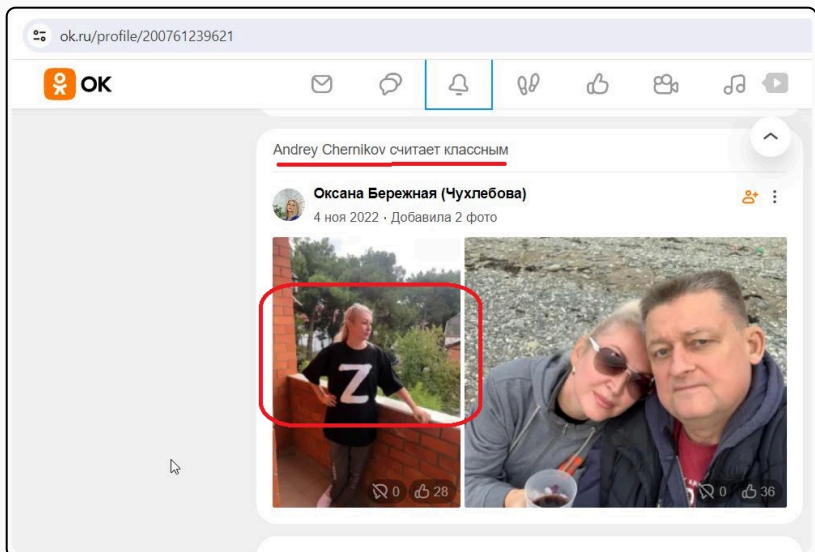 ok.ru/profile/200761239621
OK
Andrey Chernikov считает классным
Оксана Бережная (Чухлебова)
4 ноя 2022 · Добавила 2 фото
Z
0 28
0 36